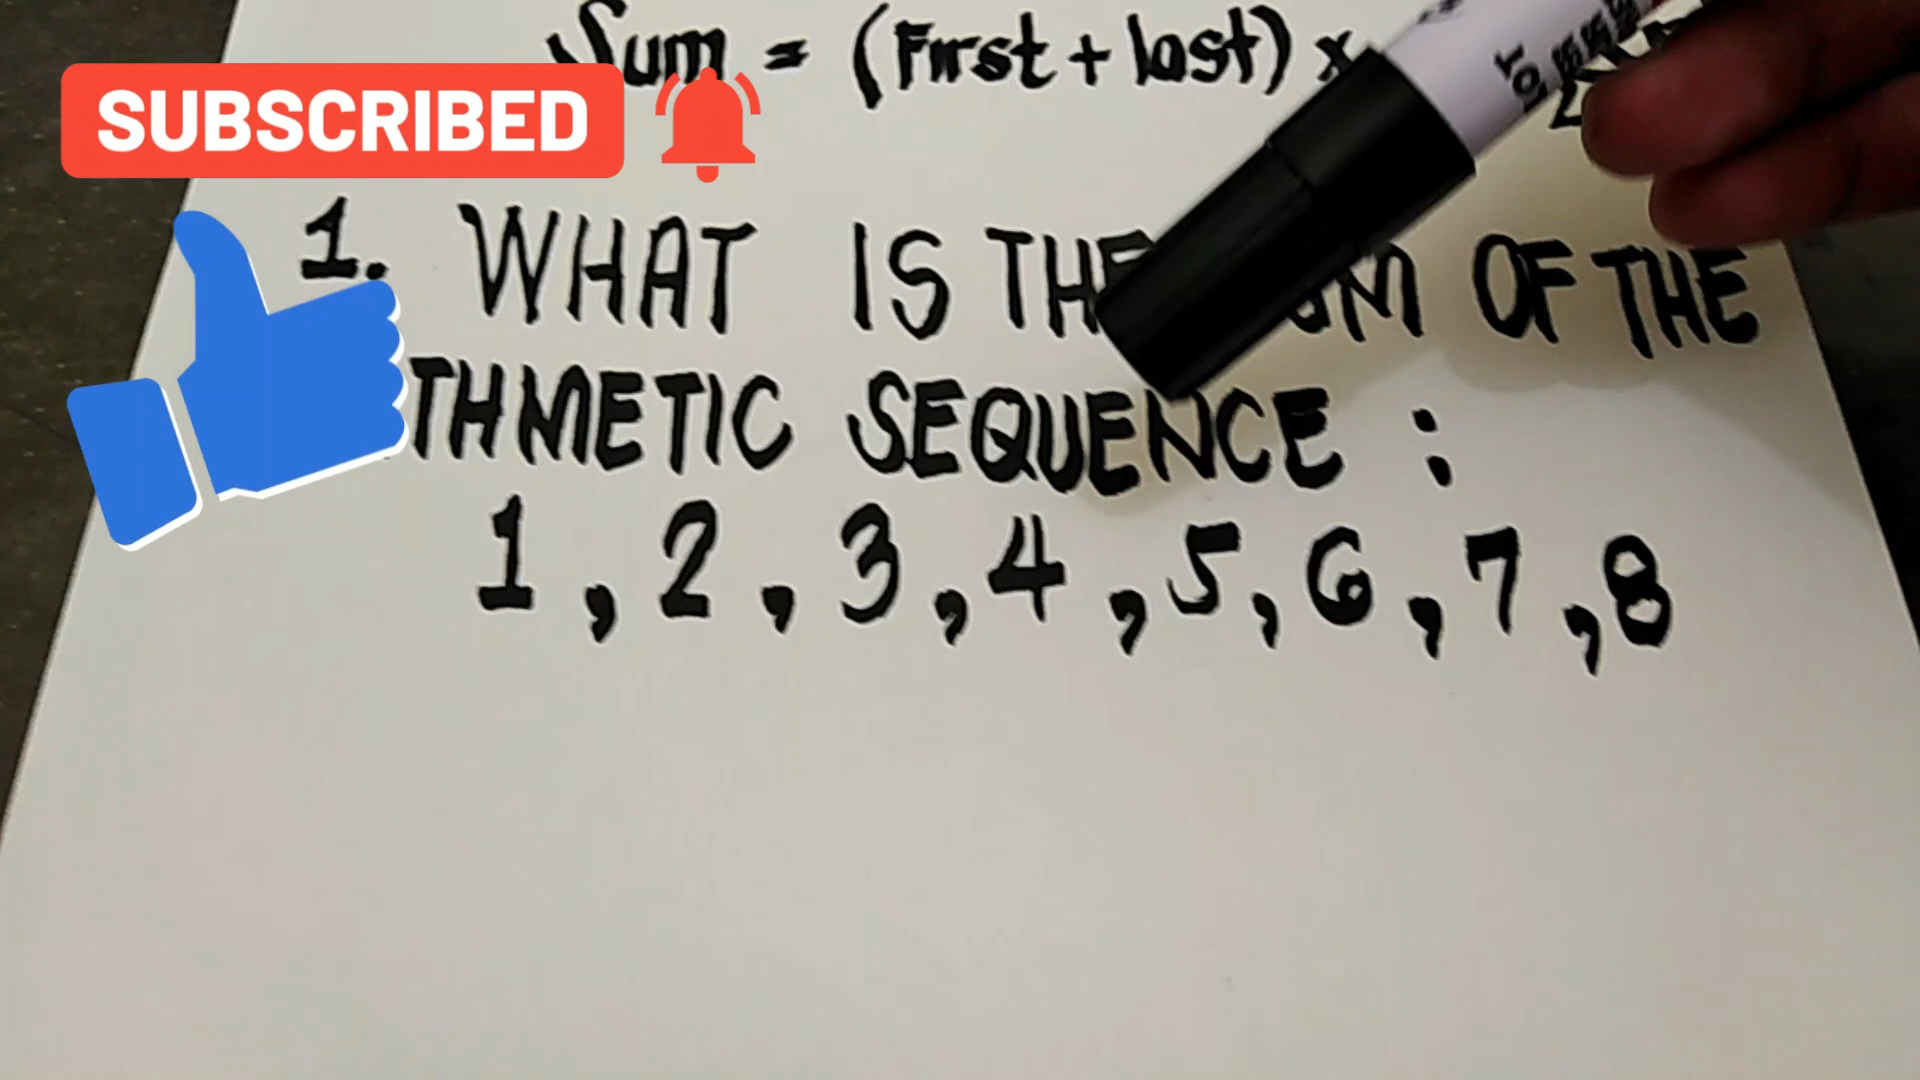 Sum = (First + last) x
SUBSCRIBED
1. WHAT IS THE OF THE
THMETIC SEQUENCE :
1, 2, 3, 4, 5, 6, 7, 8